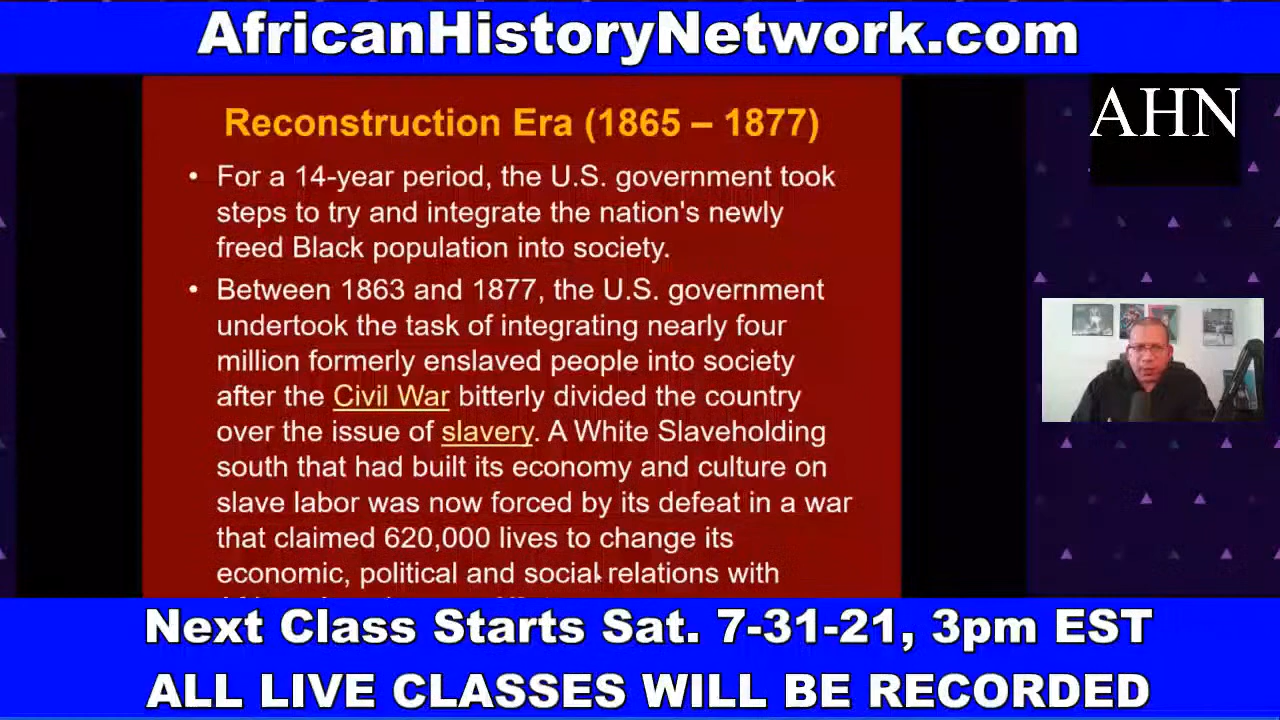 AfricanHistoryNetwork.com
AHN
Reconstruction Era (1865 – 1877)
• For a 14-year period, the U.S. government took
steps to try and integrate the nation's newly
freed Black population into society.
• Between 1863 and 1877, the U.S. government
undertook the task of integrating nearly four
million formerly enslaved people into society
after the Civil War bitterly divided the country
over the issue of slavery. A White Slaveholding
south that had built its economy and culture on
slave labor was now forced by its defeat in a war
that claimed 620,000 lives to change its
economic, political and social relations with
Next Class Starts Sat. 7-31-21, 3pm EST
ALL LIVE CLASSES WILL BE RECORDED